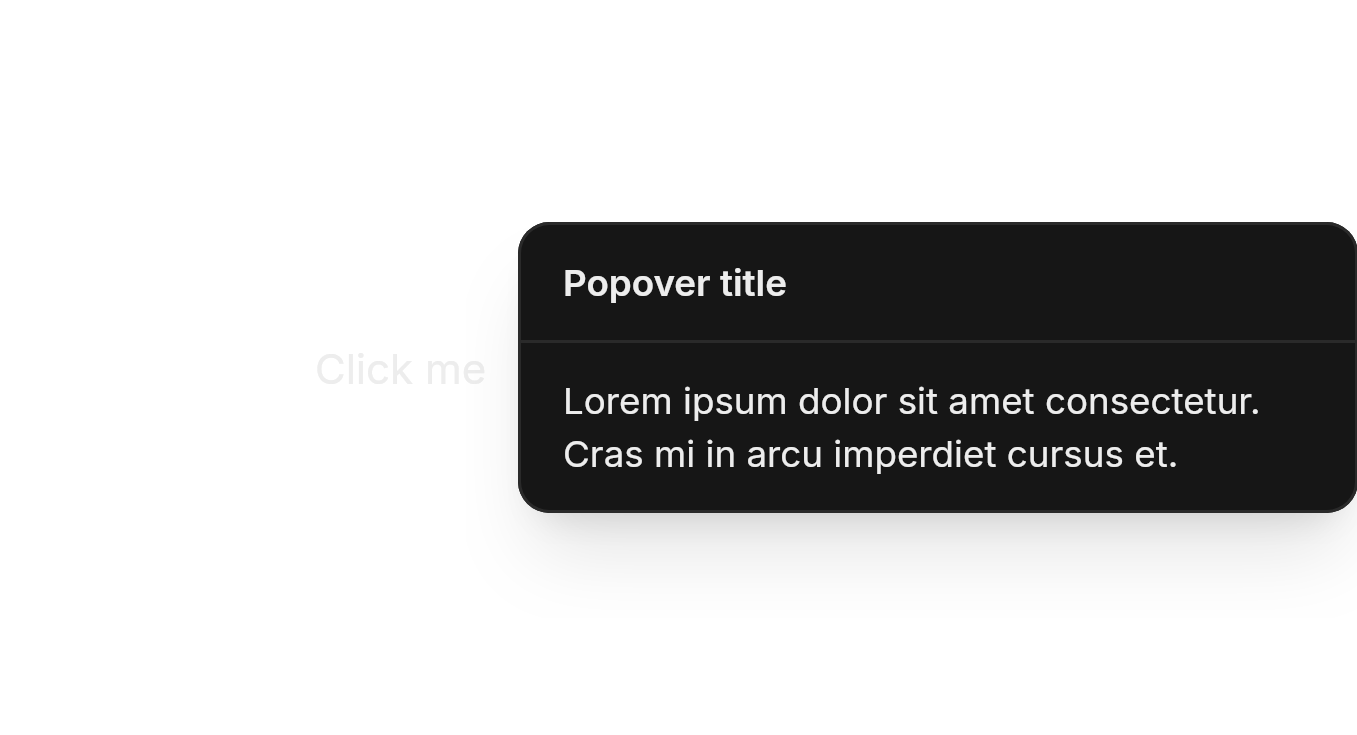 Popover title
Click me
Lorem ipsum dolor sit amet consectetur.
Cras mi in arcu imperdiet cursus et.